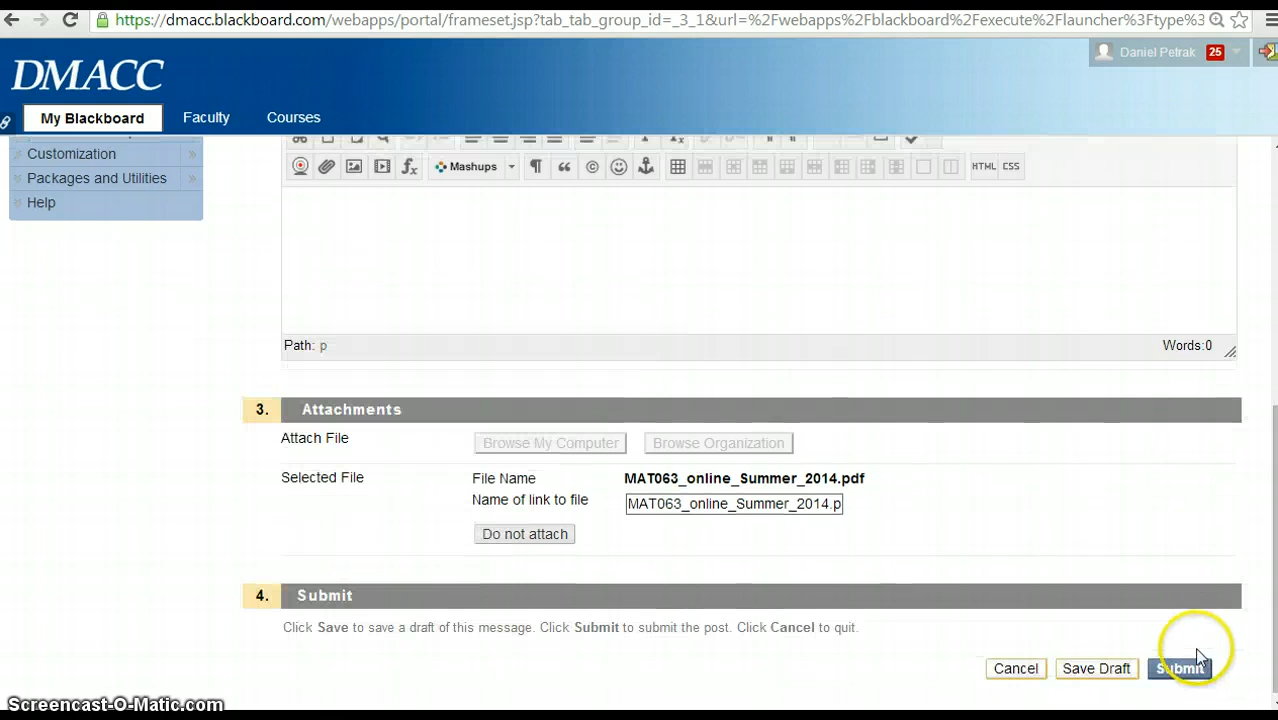 https://dmacc.blackboard.com/webapps/portal/frameset.jsp?tab_tab_group_id=_3_1&url=%2Fwebapps%2Fblackboard%2Fexecute%2Flauncher%3Ftype%3
DMACC
Daniel Petrak 25
My Blackboard Faculty Courses
Customization
Packages and Utilities
Help
Mashups HTML CSS
Path: p Words:0
3. Attachments
Attach File Browse My Computer Browse Organization
Selected File File Name MAT063_online_Summer_2014.pdf
Name of link to file MAT063_online_Summer_2014.p
Do not attach
4. Submit
Click Save to save a draft of this message. Click Submit to submit the post. Click Cancel to quit.
Cancel Save Draft Submit
Screencast-O-Matic.com